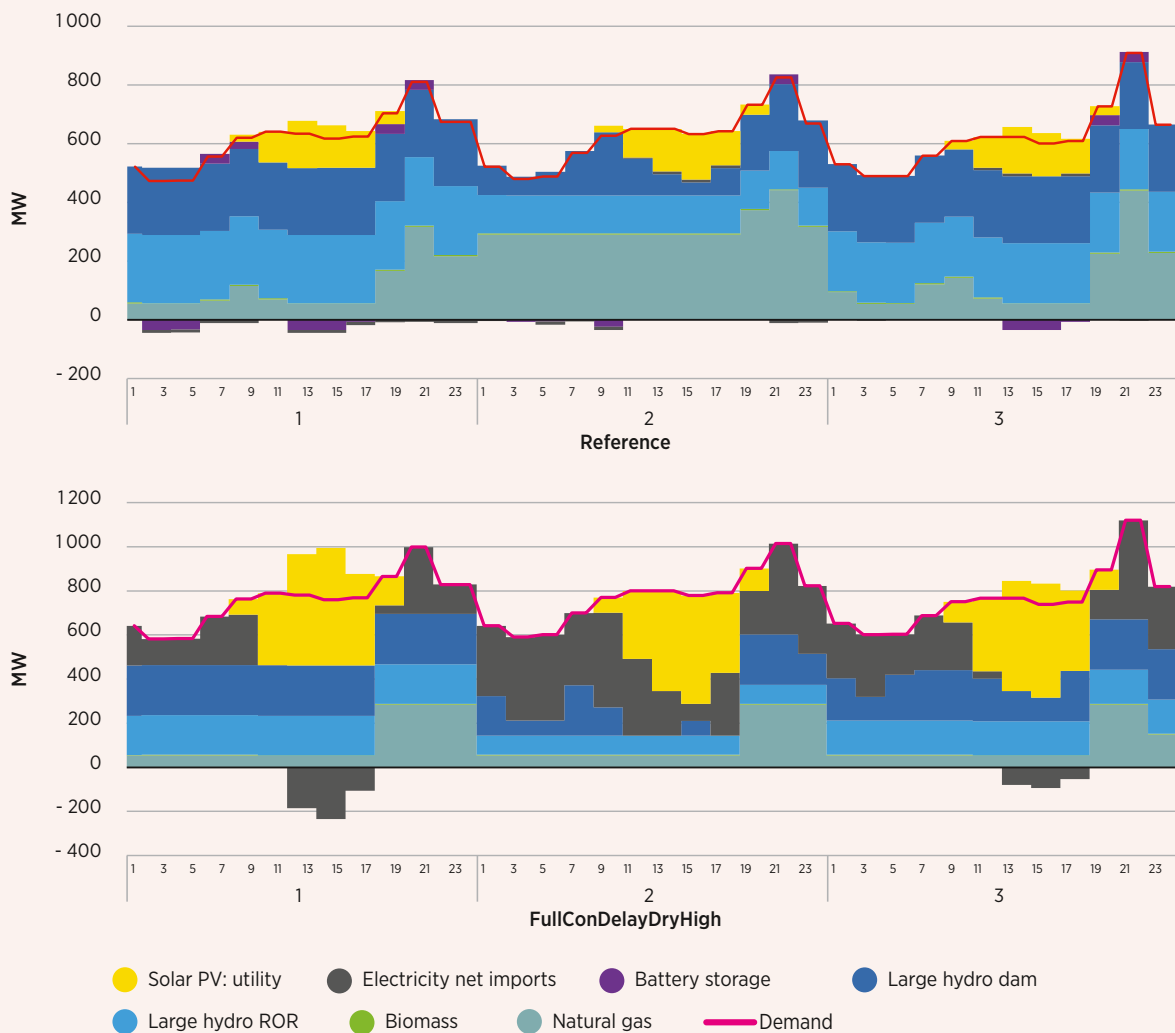 1 000
800
600
400
200
0
- 200
MW
1 3 5 7 9 11 13 15 17 19 21 23 1 3 5 7 9 11 13 15 17 19 21 23 1 3 5 7 9 11 13 15 17 19 21 23
1 2 3
Reference
1200
1000
800
600
400
200
0
- 200
- 400
MW
1 3 5 7 9 11 13 15 17 19 21 23 1 3 5 7 9 11 13 15 17 19 21 23 1 3 5 7 9 11 13 15 17 19 21 23
1 2 3
FullConDelayDryHigh
Solar PV: utility Electricity net imports Battery storage Large hydro dam
Large hydro ROR Biomass Natural gas Demand